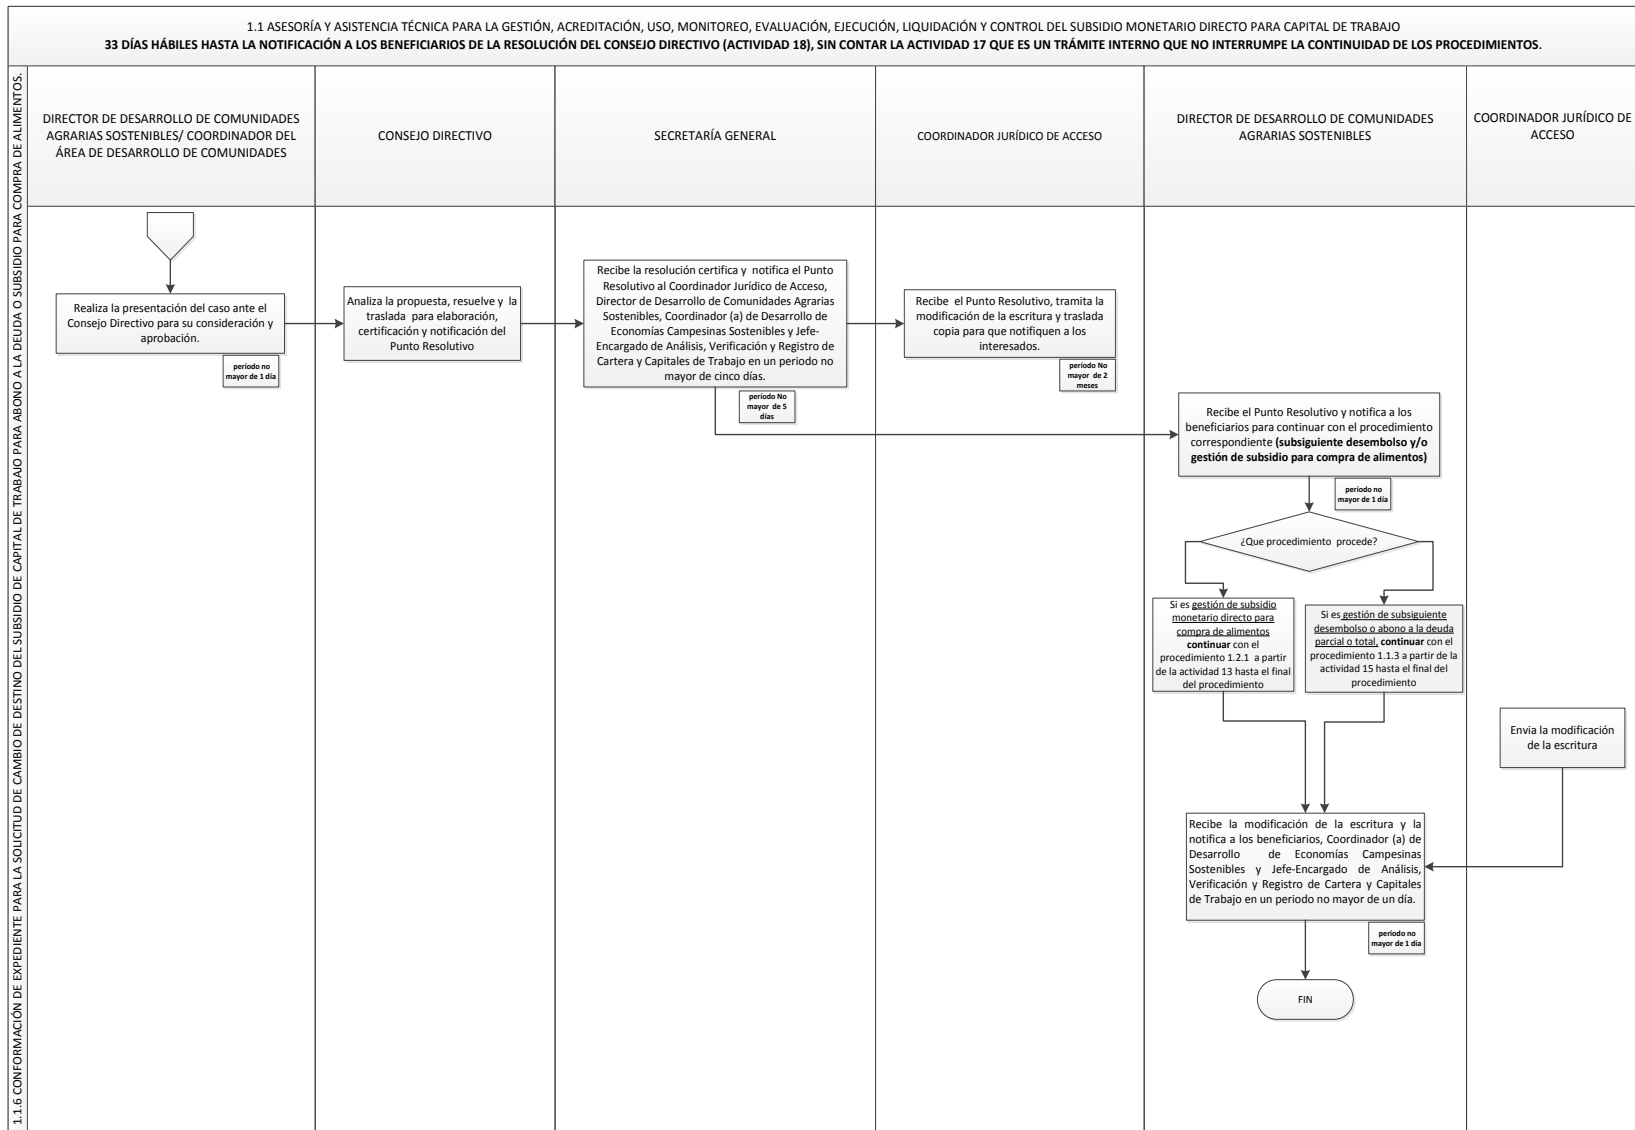 1.1 ASESORÍA Y ASISTENCIA TÉCNICA PARA LA GESTIÓN, ACREDITACIÓN, USO, MONITOREO, EVALUACIÓN, EJECUCIÓN, LIQUIDACIÓN Y CONTROL DEL SUBSIDIO MONETARIO DIRECTO PARA CAPITAL DE TRABAJO
33 DÍAS HÁBILES HASTA LA NOTIFICACIÓN A LOS BENEFICIARIOS DE LA RESOLUCIÓN DEL CONSEJO DIRECTIVO (ACTIVIDAD 18), SIN CONTAR LA ACTIVIDAD 17 QUE ES UN TRÁMITE INTERNO QUE NO INTERRUMPE LA CONTINUIDAD DE LOS PROCEDIMIENTOS.
1.1.6 CONFORMACIÓN DE EXPEDIENTE PARA LA SOLICITUD DE CAMBIO DE DESTINO DEL SUBSIDIO DE CAPITAL DE TRABAJO PARA ABONO A LA DEUDA O SUBSIDIO PARA COMPRA DE ALIMENTOS.
DIRECTOR DE DESARROLLO DE COMUNIDADES
AGRARIAS SOSTENIBLES/ COORDINADOR DEL
ÁREA DE DESARROLLO DE COMUNIDADES
CONSEJO DIRECTIVO
SECRETARÍA GENERAL
COORDINADOR JURÍDICO DE ACCESO
DIRECTOR DE DESARROLLO DE COMUNIDADES
AGRARIAS SOSTENIBLES
COORDINADOR JURÍDICO DE
ACCESO
Realiza la presentación del caso ante el
Consejo Directivo para su consideración y
aprobación.
período no
mayor de 1 día
Analiza la propuesta, resuelve y la
traslada para elaboración,
certificación y notificación del
Punto Resolutivo
Recibe la resolución certifica y notifica el Punto
Resolutivo al Coordinador Jurídico de Acceso,
Director de Desarrollo de Comunidades Agrarias
Sostenibles, Coordinador (a) de Desarrollo de
Economías Campesinas Sostenibles y Jefe-
Encargado de Análisis, Verificación y Registro de
Cartera y Capitales de Trabajo en un periodo no
mayor de cinco días.
período No
mayor de 5
días
Recibe el Punto Resolutivo, tramita la
modificación de la escritura y traslada
copia para que notifiquen a los
interesados.
período No
mayor de 2
meses
Recibe el Punto Resolutivo y notifica a los
beneficiarios para continuar con el procedimiento
correspondiente (subsiguiente desembolso y/o
gestión de subsidio para compra de alimentos)
período no
mayor de 1 día
¿Que procedimiento procede?
Si es gestión de subsidio
monetario directo para
compra de alimentos
continuar con el
procedimiento 1.2.1 a partir
de la actividad 13 hasta el final
del procedimiento
Si es gestión de subsiguiente
desembolso o abono a la deuda
parcial o total, continuar con el
procedimiento 1.1.3 a partir de la
actividad 15 hasta el final del
procedimiento
Envia la modificación
de la escritura
Recibe la modificación de la escritura y la
notifica a los beneficiarios, Coordinador (a) de
Desarrollo de Economías Campesinas
Sostenibles y Jefe-Encargado de Análisis,
Verificación y Registro de Cartera y Capitales
de Trabajo en un periodo no mayor de un día.
período no
mayor de 1 día
FIN